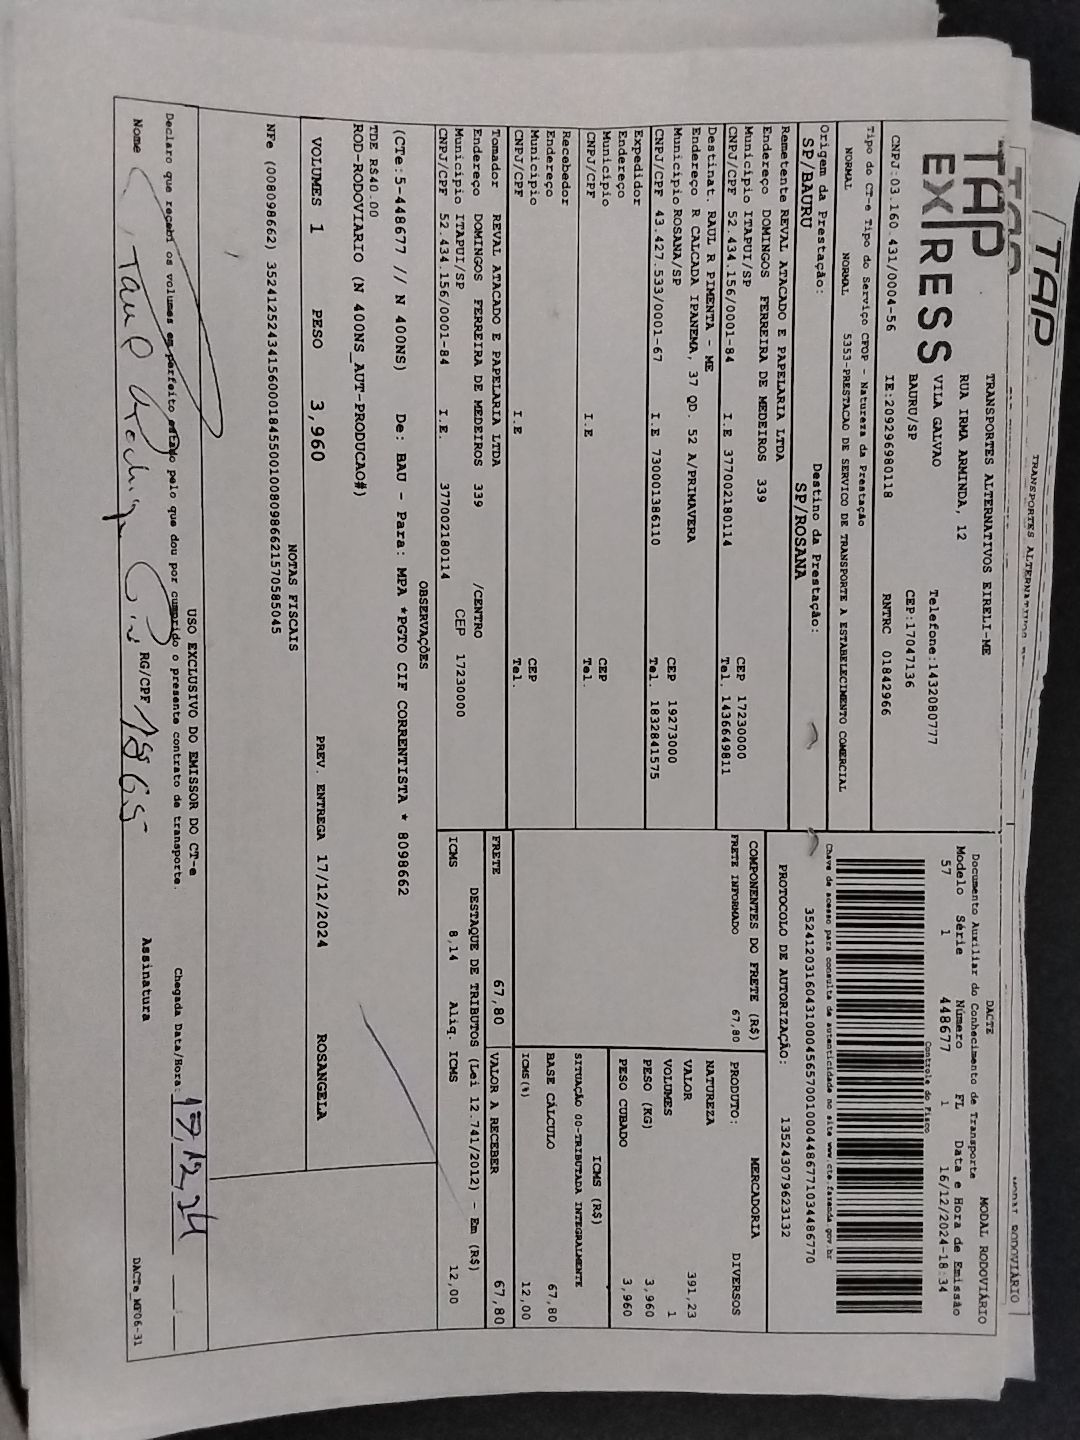 TAP
TRANSPORTES ALTERNATIVOS
MODAL RODOVIÁRIO
TAP
EXPRESS
TRANSPORTES ALTERNATIVOS EIRELI-ME
RUA IRMA ARMINDA, 12
VILA GALVAO
BAURU/SP
Telefone:1432080777
CEP:17047136
CNPJ:03.160.431/0004-56 IE:209296980118 RNTRC 01842966
DACTE MODAL RODOVIÁRIO
Documento Auxiliar do Conhecimento de Transporte
Modelo Série Número FL Data e Hora de Emissão
57 1 448677 1 16/12/2024-18:34
Controle do Fisco
Tipo do CT-e Tipo do Serviço CFOP - Natureza da Prestação
NORMAL NORMAL 5353-PRESTACAO DE SERVICO DE TRANSPORTE A ESTABELECIMENTO COMERCIAL
Chave de acesso para consulta de autenticidade no site www.cte.fazenda.gov.br
Origem da Prestação: Destino da Prestação:
SP/BAURU SP/ROSANA
PROTOCOLO DE AUTORIZAÇÃO: 135243079623132
Remetente REVAL ATACADO E PAPELARIA LTDA
Endereço DOMINGOS FERREIRA DE MEDEIROS 339
Município ITAPUI/SP CEP 17230000
CNPJ/CPF 52.434.156/0001-84 I.E 377002180114 Tel. 1436649811
Destinat. RAUL R PIMENTA - ME
Endereço R CALCADA IPANEMA, 37 QD. 52 A/PRIMAVERA
Município ROSANA/SP CEP 19273000
CNPJ/CPF 43.427.533/0001-67 I.E 730001386110 Tel. 1832841575
Expedidor
Endereço
Município CEP
CNPJ/CPF I.E Tel.
Recebedor
Endereço
Município CEP
CNPJ/CPF I.E Tel.
COMPONENTES DO FRETE (R$)
FRETE INFORMADO 67,80
PRODUTO: MERCADORIA
NATUREZA DIVERSOS
VALOR 391,23
VOLUMES 1
PESO (KG) 3,960
PESO CUBADO 3,960
ICMS (R$)
SITUAÇÃO 00-TRIBUTADA INTEGRALMENTE
BASE CÁLCULO 67,80
ICMS(%) 12,00
Tomador REVAL ATACADO E PAPELARIA LTDA
Endereço DOMINGOS FERREIRA DE MEDEIROS 339 /CENTRO
Município ITAPUI/SP CEP 17230000
CNPJ/CPF 52.434.156/0001-84 I.E. 377002180114
FRETE 67,80 VALOR A RECEBER 67,80
DESTAQUE DE TRIBUTOS (Lei 12.741/2012) - Em (R$)
ICMS 8,14 Aliq. ICMS 12,00
OBSERVAÇÕES
(CTe:5-448677 // N 400NS) De: BAU - Para: MPA *PGTO CIF CORRENTISTA * 8098662
TDE R$40.00
ROD-RODOVIARIO (N 400NS_AUT-PRODUCAO#)
VOLUMES 1 PESO 3,960 PREV. ENTREGA 17/12/2024 ROSANGELA
NOTAS FISCAIS
USO EXCLUSIVO DO EMISSOR DO CT-e
Declaro que recebi os volumes em perfeito estado pelo que dou por cumprido o presente contrato de transporte. Chegada Data/Hora: 17,12,24
Nome RG/CPF Assinatura
DACTe_MF06-31